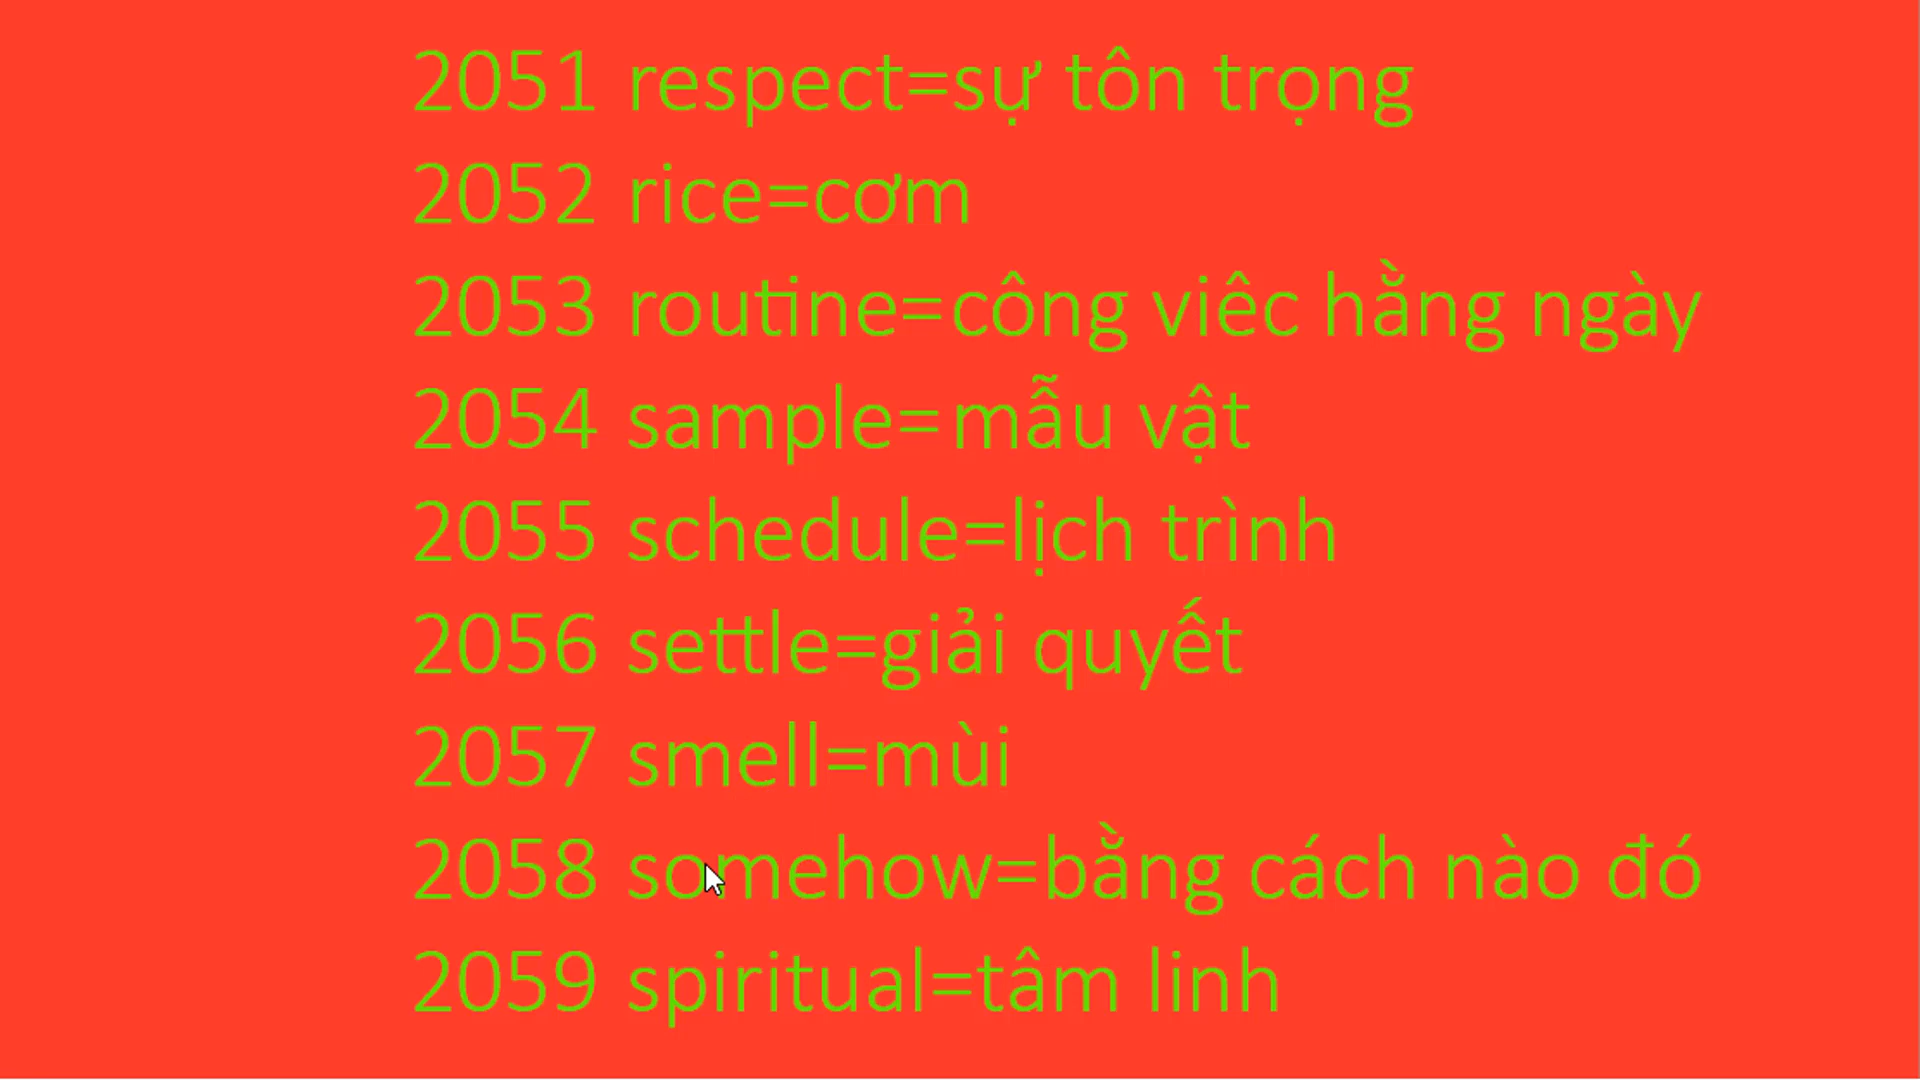 2051 respect=sự tôn trọng
2052 rice=cơm
2053 routine=công viêc hằng ngày
2054 sample=mẫu vật
2055 schedule=lịch trình
2056 settle=giải quyết
2057 smell=mùi
2058 somehow=bằng cách nào đó
2059 spiritual=tâm linh